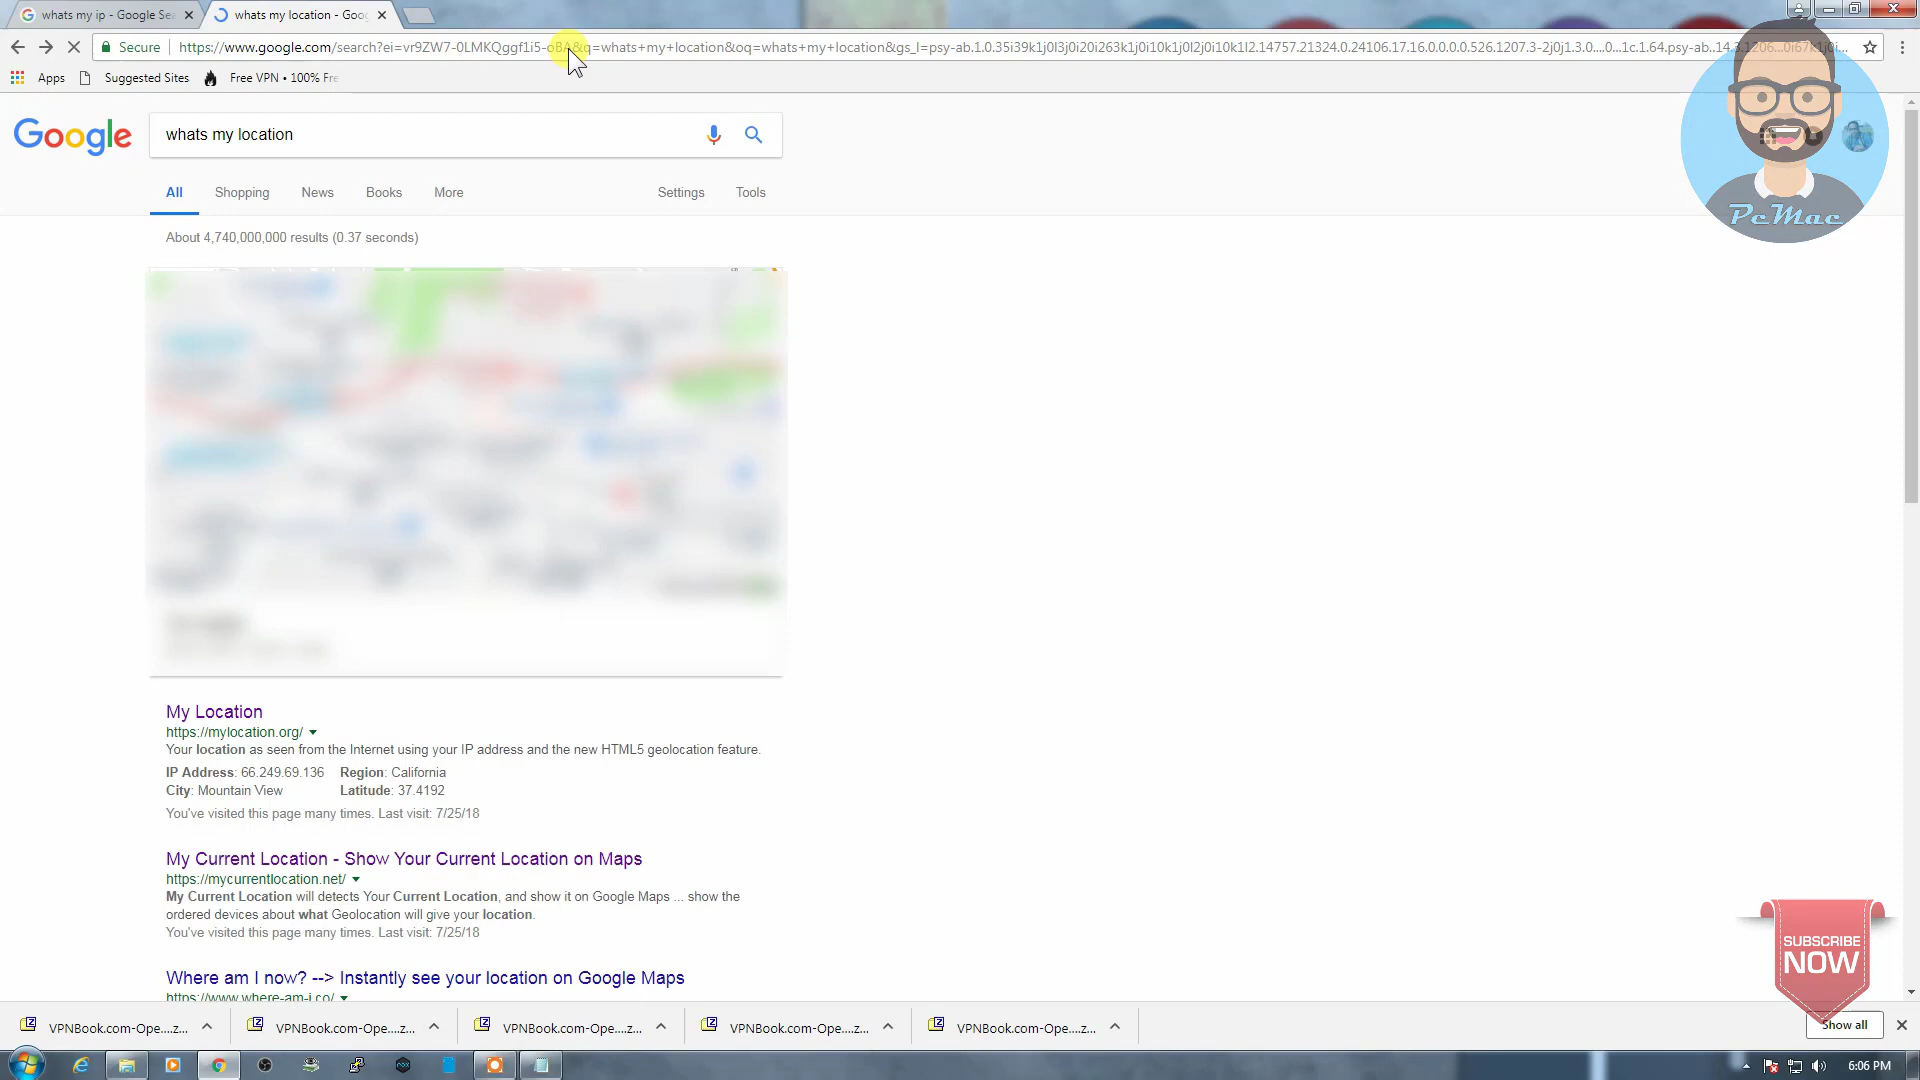 whats my ip - Google Sea
whats my location - Goog
Secure
https://www.google.com/search?ei=vr9ZW7-0LMKQggf1i5-oBA&q=whats+my+location&oq=whats+my+location&gs_l=psy-ab.1.0.35i39k1j0l3j0i20i263k1j0i10k1j0l2j0i10k1l2.14757.21324.0.24106.17.16.0.0.0.0.526.1207.3-2j0j1.3.0....0...1c.1.64.psy-ab..14.3.1206...0i67k1j0i...
Apps
Suggested Sites
Free VPN • 100% Fre
Google
whats my location
All
Shopping
News
Books
More
Settings
Tools
PcMac
About 4,740,000,000 results (0.37 seconds)
My Location
https://mylocation.org/
Your location as seen from the Internet using your IP address and the new HTML5 geolocation feature.
IP Address: 66.249.69.136 Region: California
City: Mountain View Latitude: 37.4192
You've visited this page many times. Last visit: 7/25/18
My Current Location - Show Your Current Location on Maps
https://mycurrentlocation.net/
My Current Location will detects Your Current Location, and show it on Google Maps ... show the
ordered devices about what Geolocation will give your location.
You've visited this page many times. Last visit: 7/25/18
Where am I now? --> Instantly see your location on Google Maps
https://www.where-am-i.co/
SUBSCRIBE
NOW
VPNBook.com-Ope....z...
VPNBook.com-Ope....z...
VPNBook.com-Ope....z...
VPNBook.com-Ope....z...
VPNBook.com-Ope....z...
Show all
6:06 PM